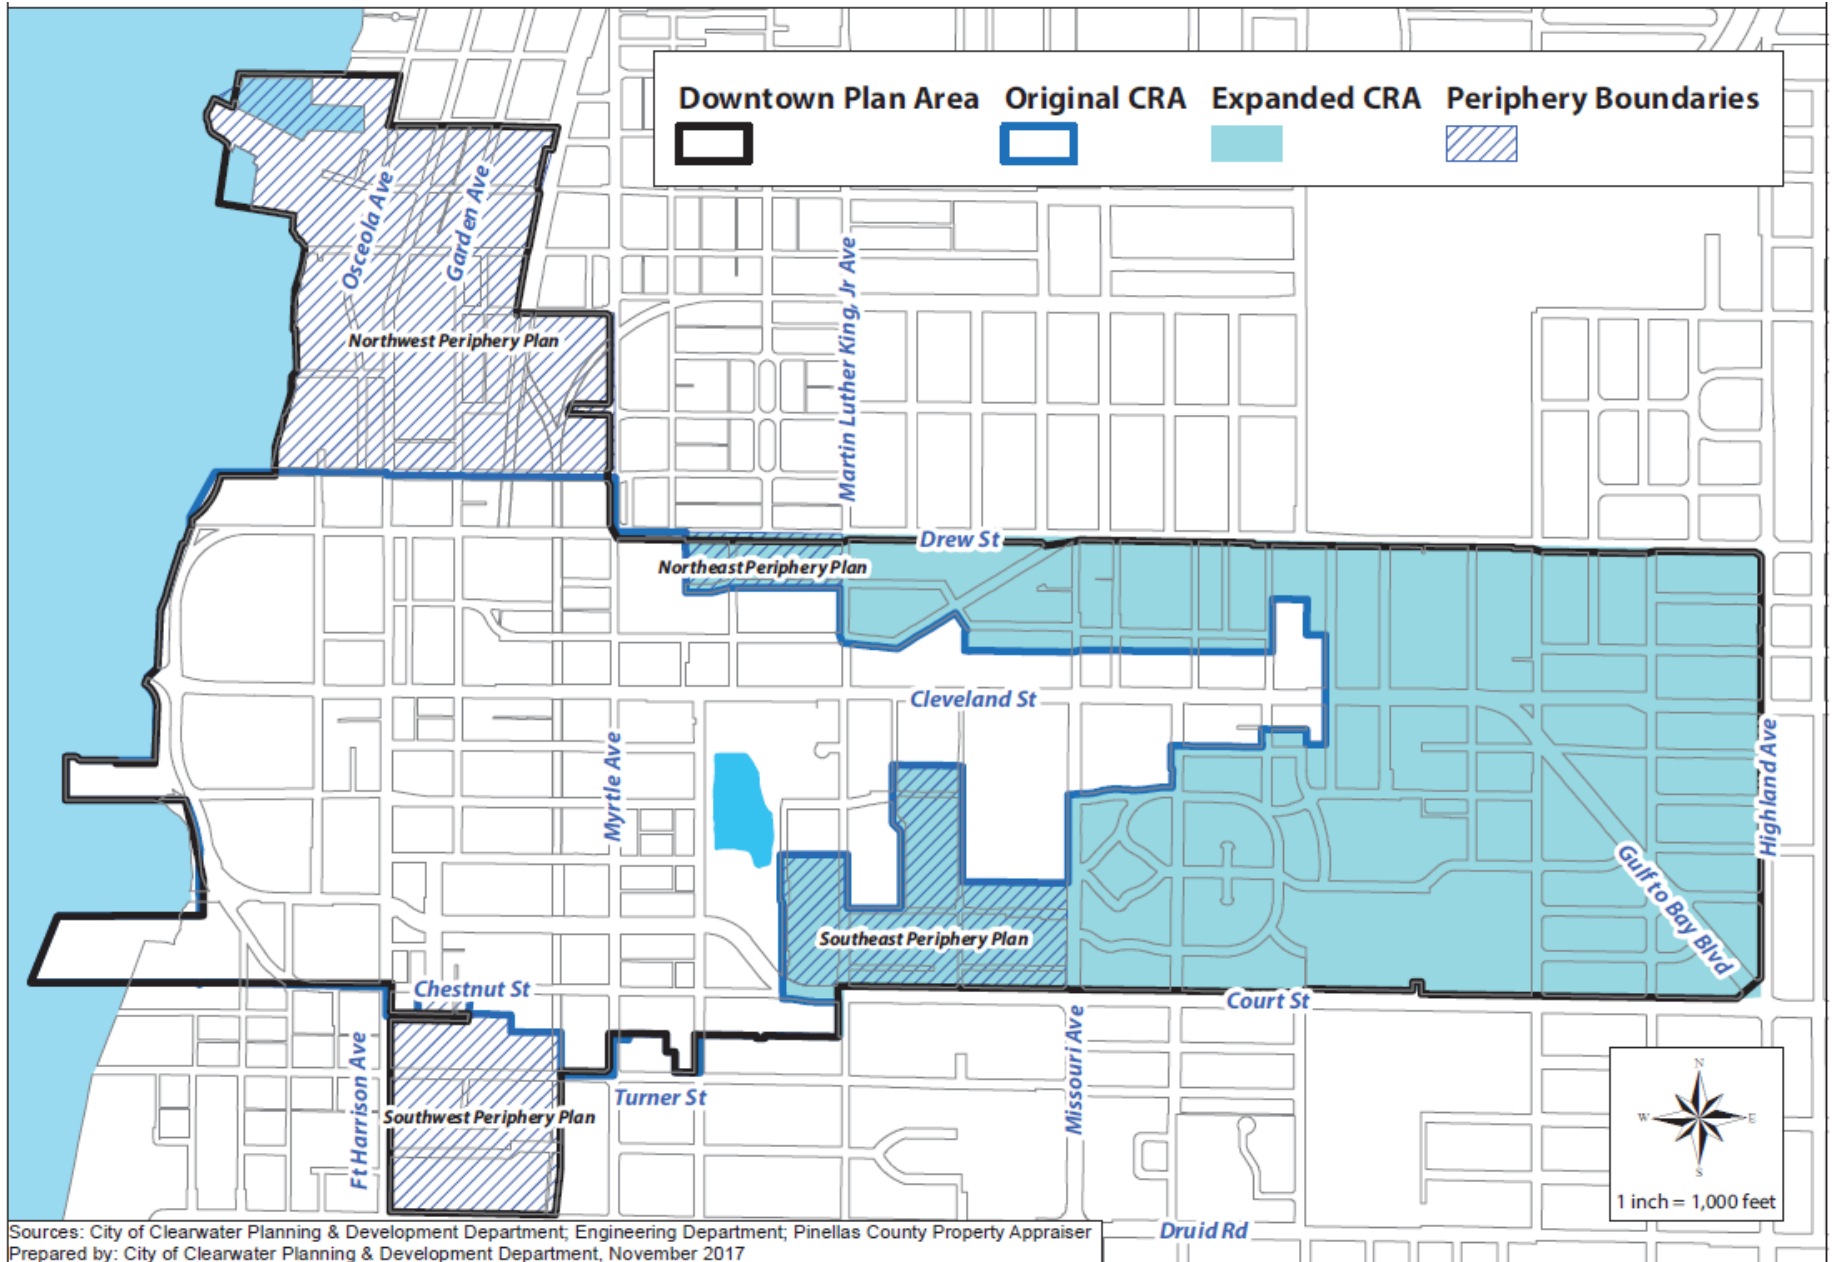 Downtown Plan Area Original CRA Expanded CRA Periphery Boundaries
Osceola Ave
Garden Ave
Northwest Periphery Plan
Martin Luther King, Jr Ave
Drew St
Northeast Periphery Plan
Cleveland St
Myrtle Ave
Highland Ave
Gulf to Bay Blvd
Southeast Periphery Plan
Chestnut St
Court St
Ft Harrison Ave
Missouri Ave
Turner St
Southwest Periphery Plan
Druid Rd
N
W E
S
1 inch = 1,000 feet
Sources: City of Clearwater Planning & Development Department; Engineering Department; Pinellas County Property Appraiser
Prepared by: City of Clearwater Planning & Development Department, November 2017